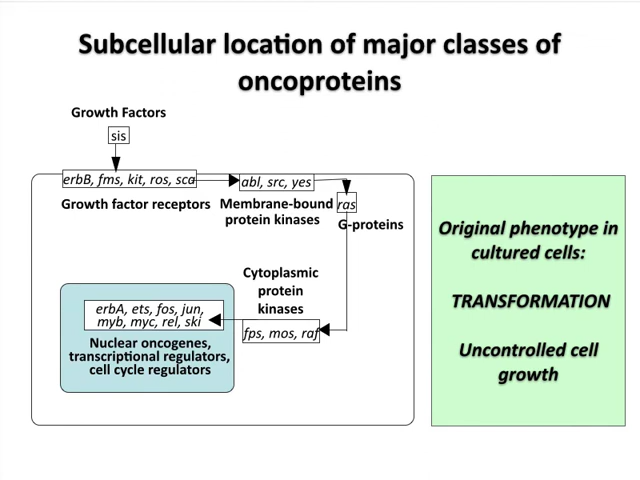 Subcellular location of major classes of
oncoproteins
Growth Factors
sis
erbB, fms, kit, ros, sca
Growth factor receptors
abl, src, yes
Membrane-bound
protein kinases
ras
G-proteins
Cytoplasmic
protein
kinases
fps, mos, raf
erbA, ets, fos, jun,
myb, myc, rel, ski
Nuclear oncogenes,
transcriptional regulators,
cell cycle regulators
Original phenotype in
cultured cells:
TRANSFORMATION
Uncontrolled cell
growth